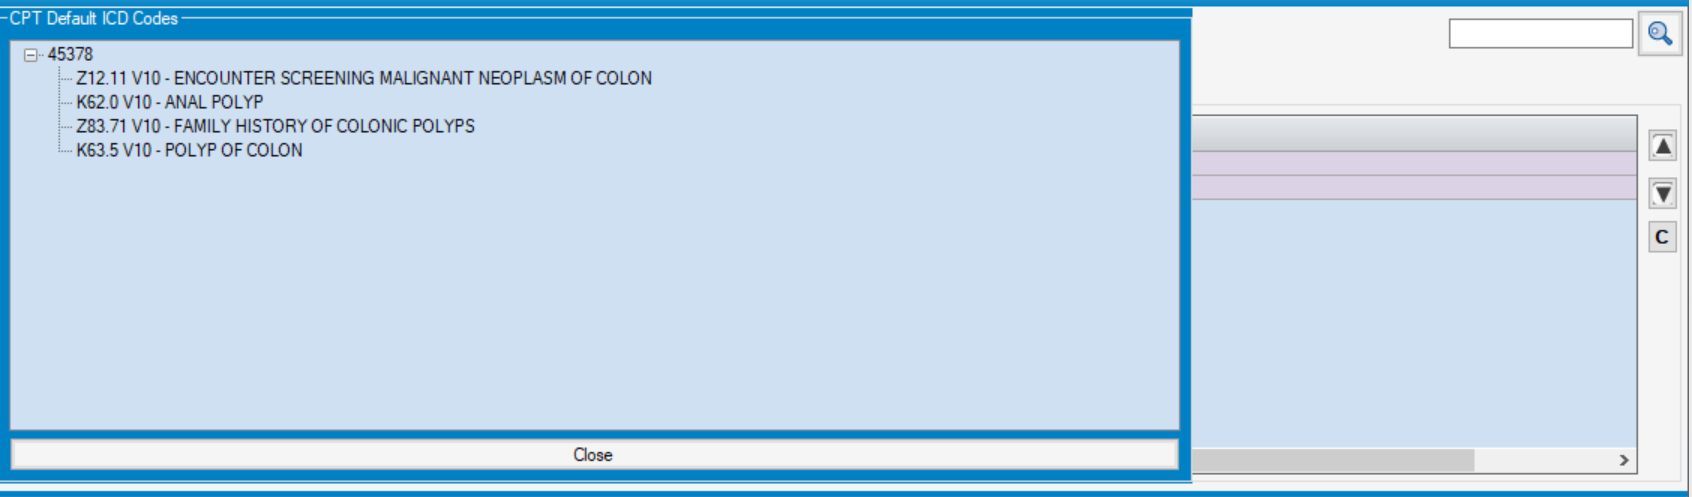 CPT Default ICD Codes
45378
Z12.11 V10 - ENCOUNTER SCREENING MALIGNANT NEOPLASM OF COLON
K62.0 V10 - ANAL POLYP
Z83.71 V10 - FAMILY HISTORY OF COLONIC POLYPS
K63.5 V10 - POLYP OF COLON
C
Close